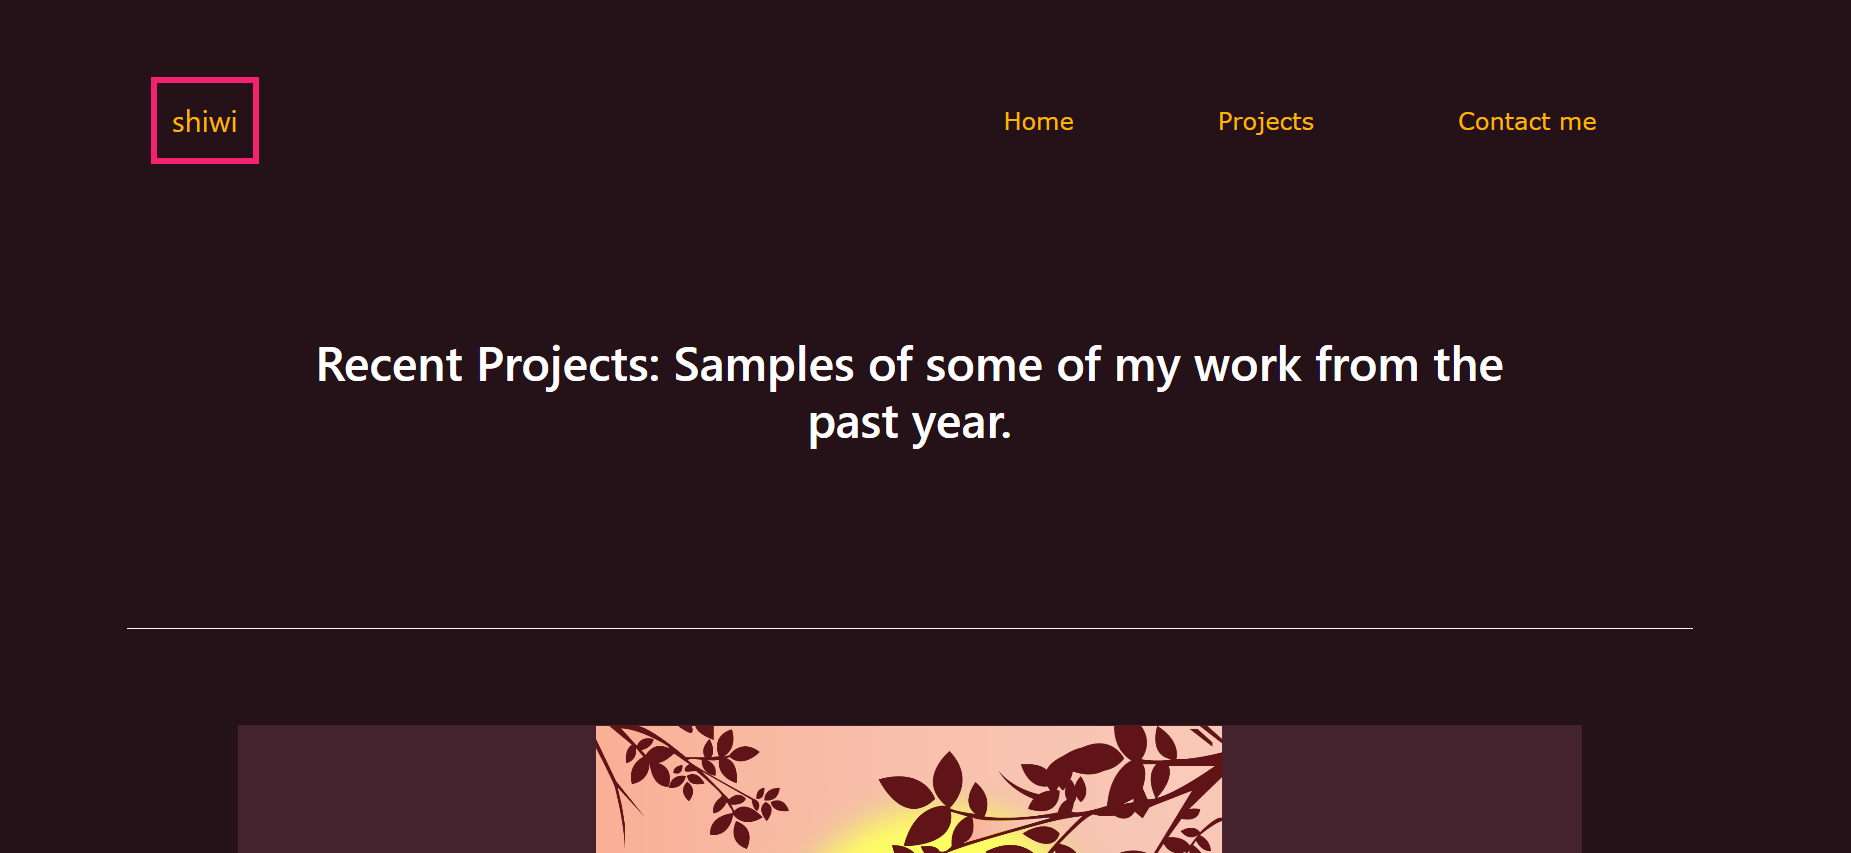 shiwi
Home Projects Contact me
Recent Projects: Samples of some of my work from the
past year.